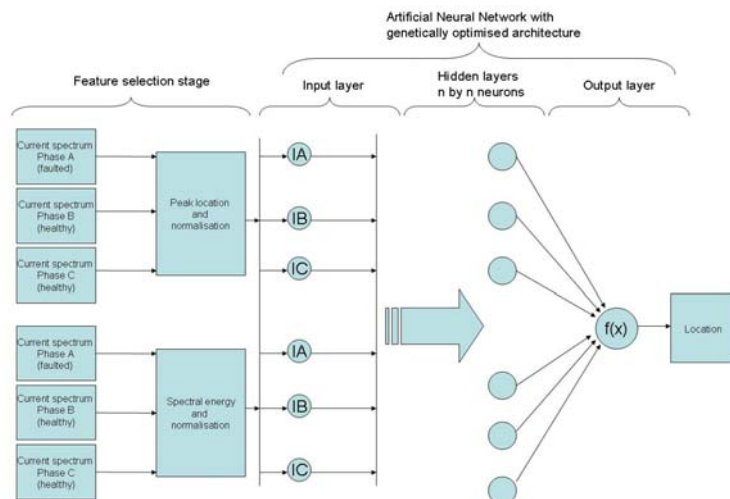 Artificial Neural Network with
genetically optimised architecture
Feature selection stage
Input layer
Hidden layers
n by n neurons
Output layer
Current spectrum
Phase A
(faulted)
Current spectrum
Phase B
(healthy)
Current spectrum
Phase C
(healthy)
Peak location
and
normalisation
IA
IB
IC
Current spectrum
Phase A
(faulted)
Current spectrum
Phase B
(healthy)
Current spectrum
Phase C
(healthy)
Spectral energy
and
normalisation
IA
IB
IC
f(x)
Location